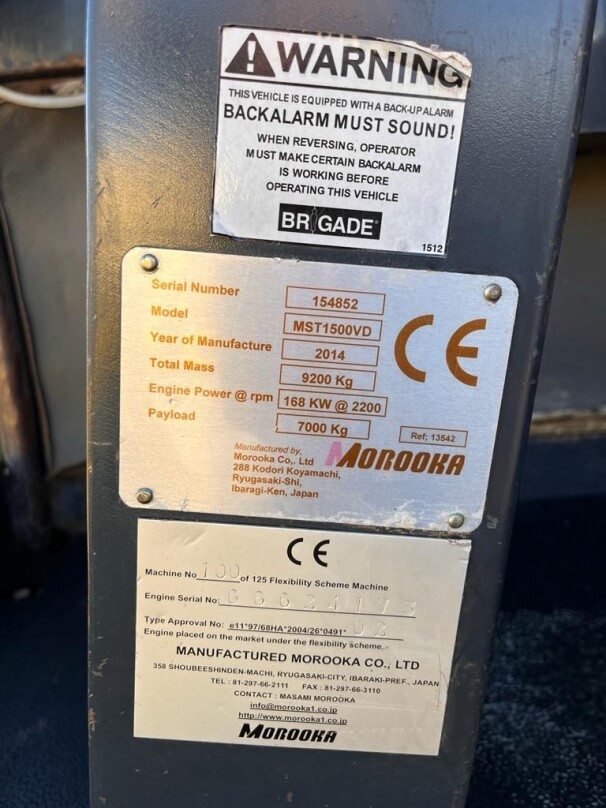 WARNING
THIS VEHICLE IS EQUIPPED WITH A BACK-UP ALARM
BACKALARM MUST SOUND!
WHEN REVERSING, OPERATOR
MUST MAKE CERTAIN BACKALARM
IS WORKING BEFORE
OPERATING THIS VEHICLE
BRIGADE
1512
Serial Number 154852
Model MST1500VD
Year of Manufacture 2014
Total Mass 9200 Kg
Engine Power @ rpm 168 KW @ 2200
Payload 7000 Kg
CE
Ref; 13542
Manufactured by,
Morooka Co,. Ltd
288 Kodori Koyamachi,
Ryugasaki-Shi,
Ibaragi-Ken, Japan
MOROOKA
CE
Machine No 100 of 125 Flexibility Scheme Machine
Engine Serial No: 66624173
Type Approval No: e11*97/68HA*2004/26*0491* 02
Engine placed on the market under the flexibility scheme.
MANUFACTURED MOROOKA CO., LTD
358 SHOUBEESHINDEN-MACHI, RYUGASAKI-CITY, IBARAKI-PREF., JAPAN
TEL : 81-297-66-2111 FAX : 81-297-66-3110
CONTACT : MASAMI MOROOKA
info@morooka1.co.jp
http://www.morooka1.co.jp
MOROOKA